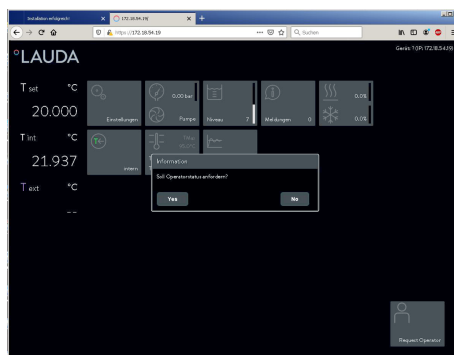 Installation erfolgreich!
172.18.54.19/
https://172.18.54.19
Suchen
Gerät: ? (IP: 172.18.54.19)
°LAUDA
T set °C
20.000
0,00 bar
0,0%
Einstellungen
Pumpe
Niveau 7
Meldungen 0
0,0%
T int °C
21.937
T Max
intern
Information
Soll Operatorstatus anfordern?
Yes
No
T ext °C
--
Request Operator